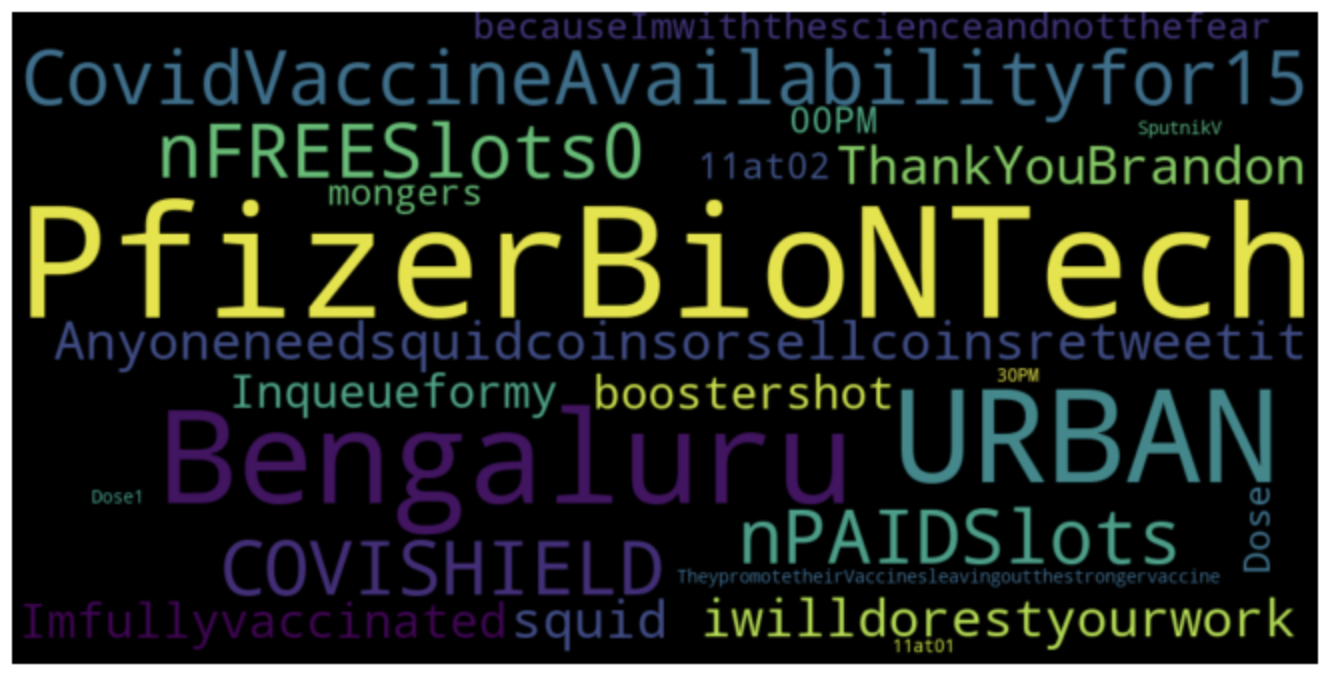 becauseImwiththescienceandnotthefear
CovidVaccineAvailabilityfor15
nFREESlots0
00PM
SputnikV
mongers
11at02
ThankYouBrandon
PfizerBioNTech
Anyoneneedsquidcoinsorsellcoinsretweetit
Inqueueformy
boostershot
30PM
Bengaluru
URBAN
Dose1
nPAIDSlots
Dose
COVISHIELD
TheypromotetheirVaccinesleavingoutthestrongervaccine
Imfullyvaccinated
squid
iwilldorestyourwork
11at01